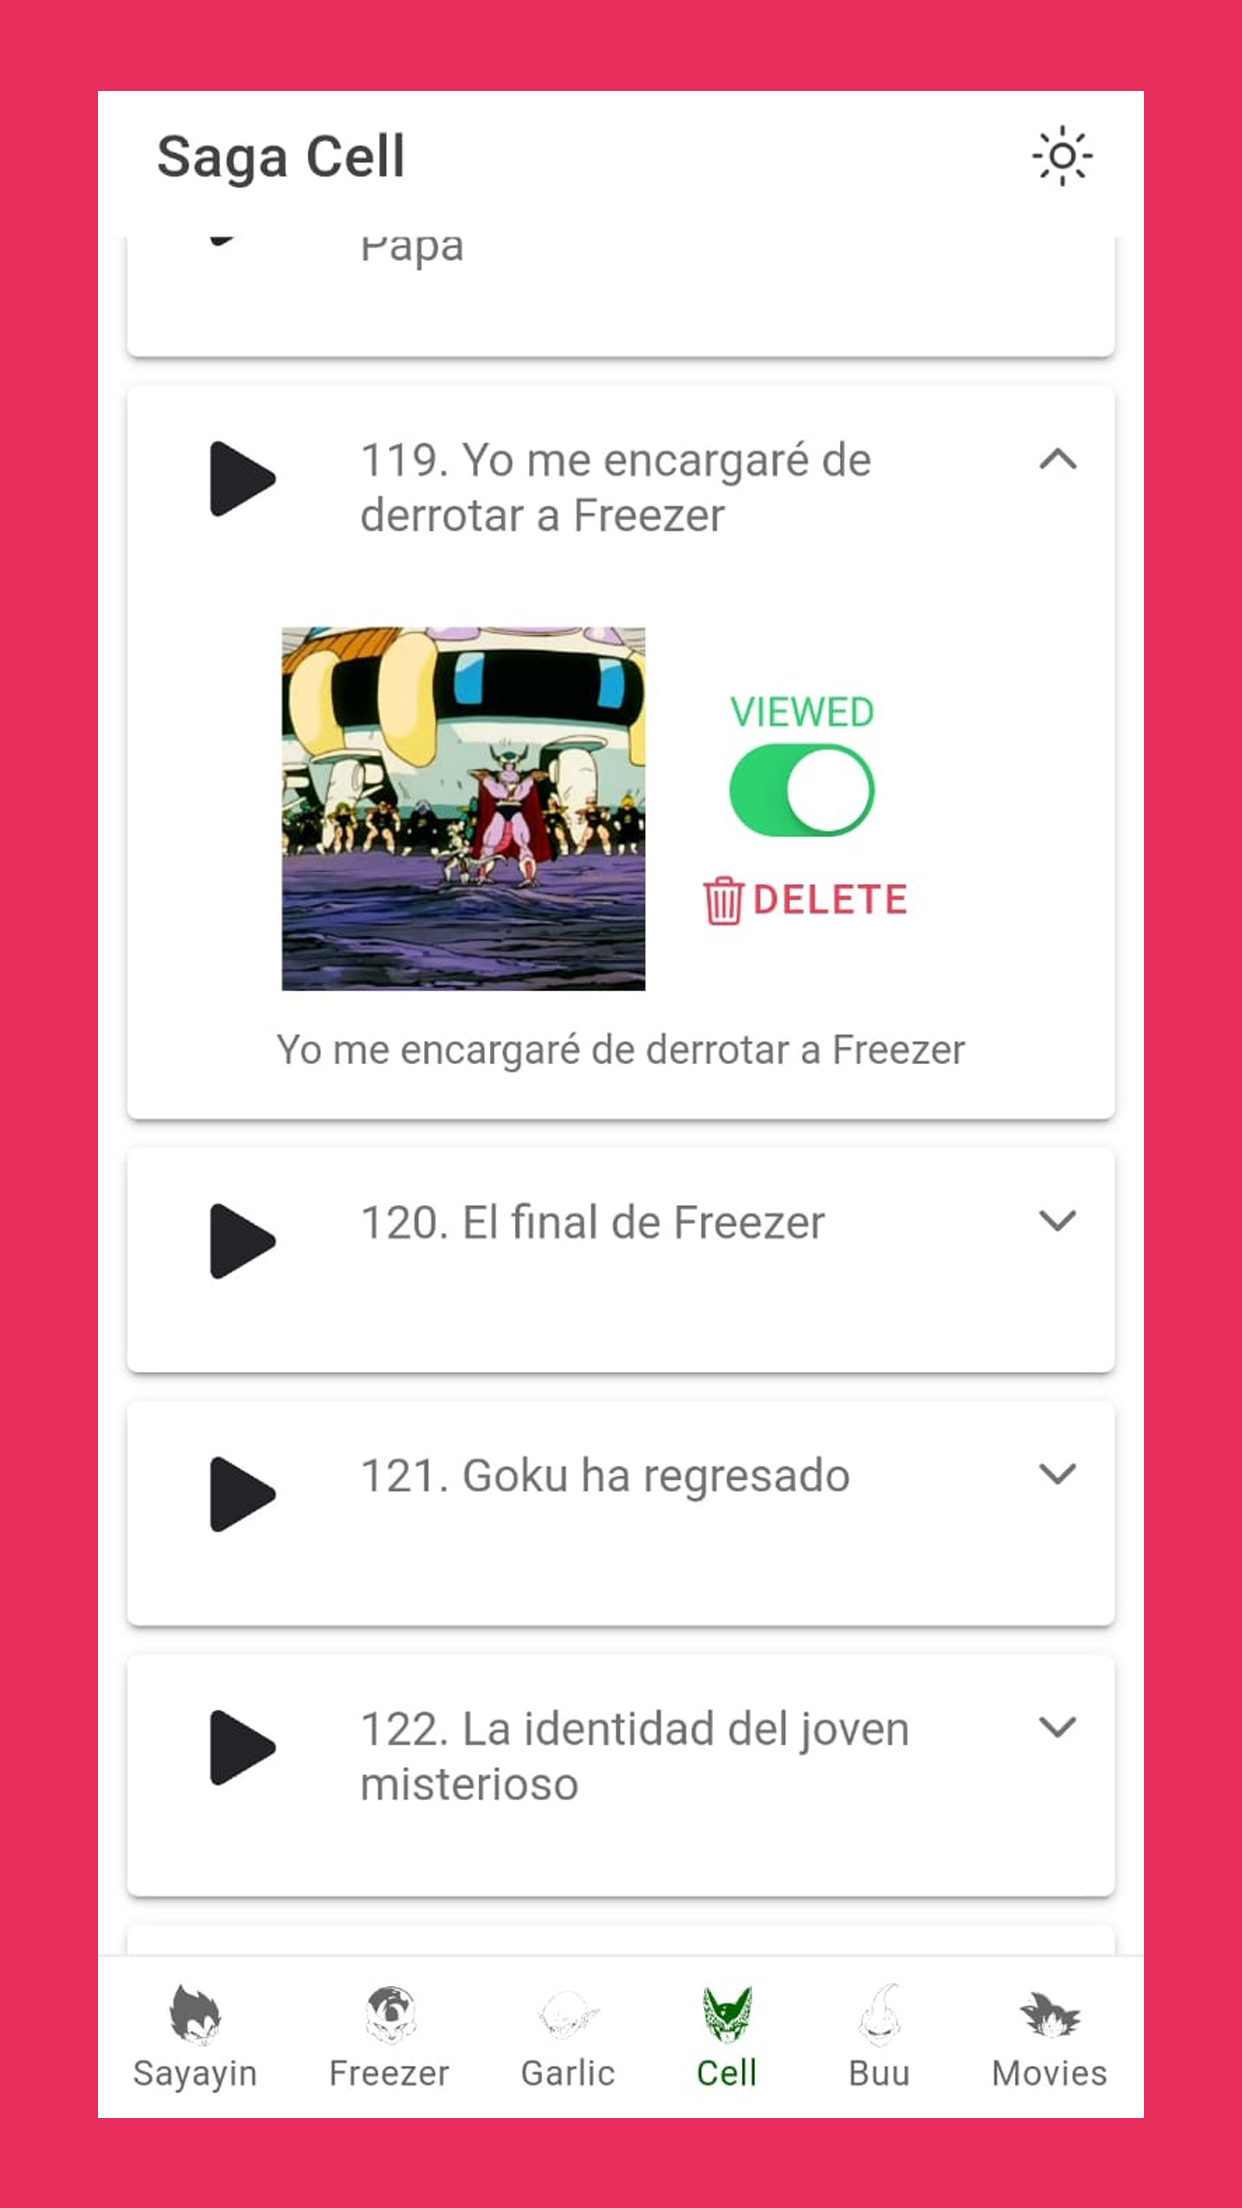 Saga Cell
Papa
119. Yo me encargaré de
derrotar a Freezer
VIEWED
DELETE
Yo me encargaré de derrotar a Freezer
120. El final de Freezer
121. Goku ha regresado
122. La identidad del joven
misterioso
Sayayin
Freezer
Garlic
Cell
Buu
Movies